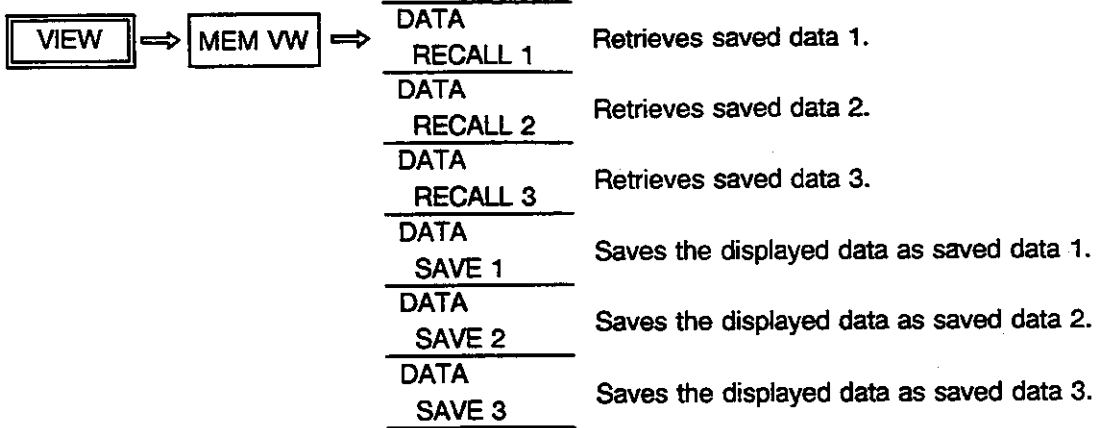 VIEW ⇒ MEM VW ⇒ DATA
RECALL 1 Retrieves saved data 1.
DATA
RECALL 2 Retrieves saved data 2.
DATA
RECALL 3 Retrieves saved data 3.
DATA
SAVE 1 Saves the displayed data as saved data 1.
DATA
SAVE 2 Saves the displayed data as saved data 2.
DATA
SAVE 3 Saves the displayed data as saved data 3.